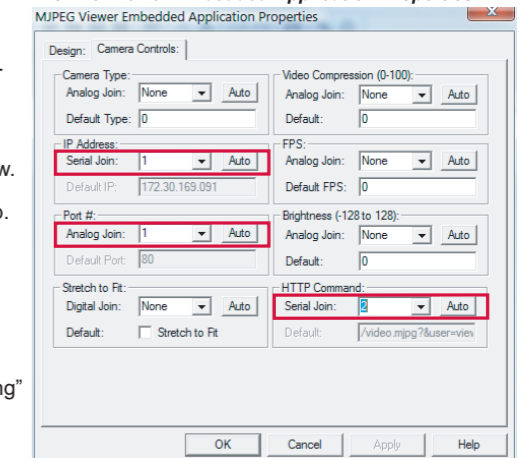 MJPEG Viewer Embedded Application Properties
Design: Camera Controls:
Camera Type:
Analog Join: None Auto
Default Type: 0
IP Address:
Serial Join: 1 Auto
Default IP: 172.30.169.091
Port #:
Analog Join: 1 Auto
Default Port: 80
Stretch to Fit:
Digital Join: None Auto
Default: Stretch to Fit
Video Compression (0-100):
Analog Join: None Auto
Default: 0
FPS:
Analog Join: None Auto
Default FPS: 0
Brightness (-128 to 128):
Analog Join: None Auto
Default: 0
HTTP Command:
Serial Join: 2 Auto
Default: /video.mjpg?&user=view
OK Cancel Apply Help
w.
o.
ng”